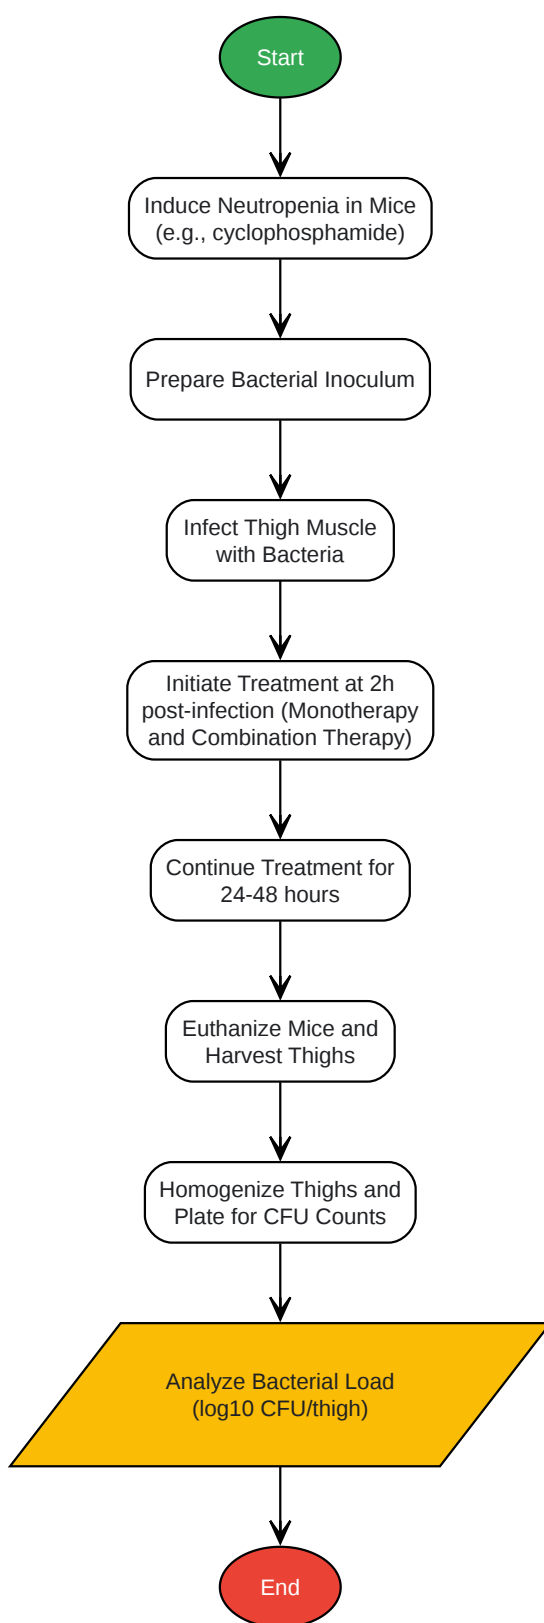 Start
Induce Neutropenia in Mice
(e.g., cyclophosphamide)
Prepare Bacterial Inoculum
Infect Thigh Muscle
with Bacteria
Initiate Treatment at 2h
post-infection (Monotherapy
and Combination Therapy)
Continue Treatment for
24-48 hours
Euthanize Mice and
Harvest Thighs
Homogenize Thighs and
Plate for CFU Counts
Analyze Bacterial Load
(log10 CFU/thigh)
End